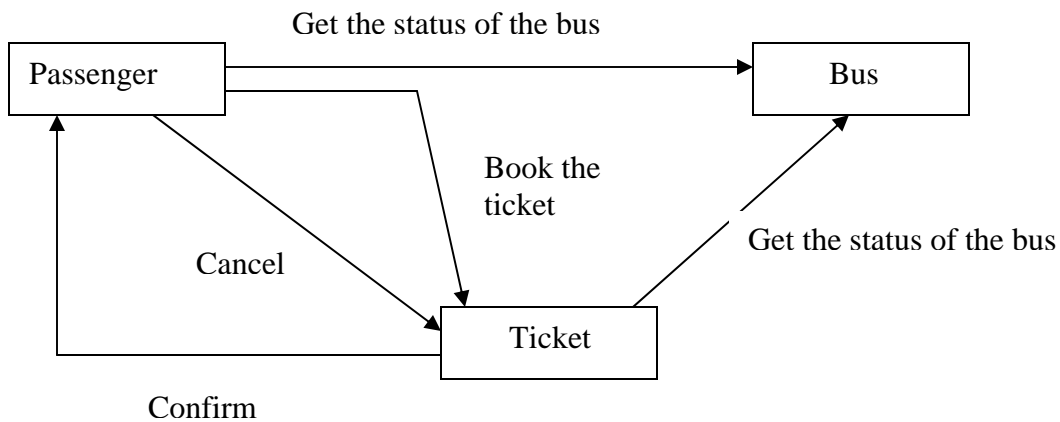 Get the status of the bus
Passenger
Bus
Book the
ticket
Get the status of the bus
Cancel
Ticket
Confirm